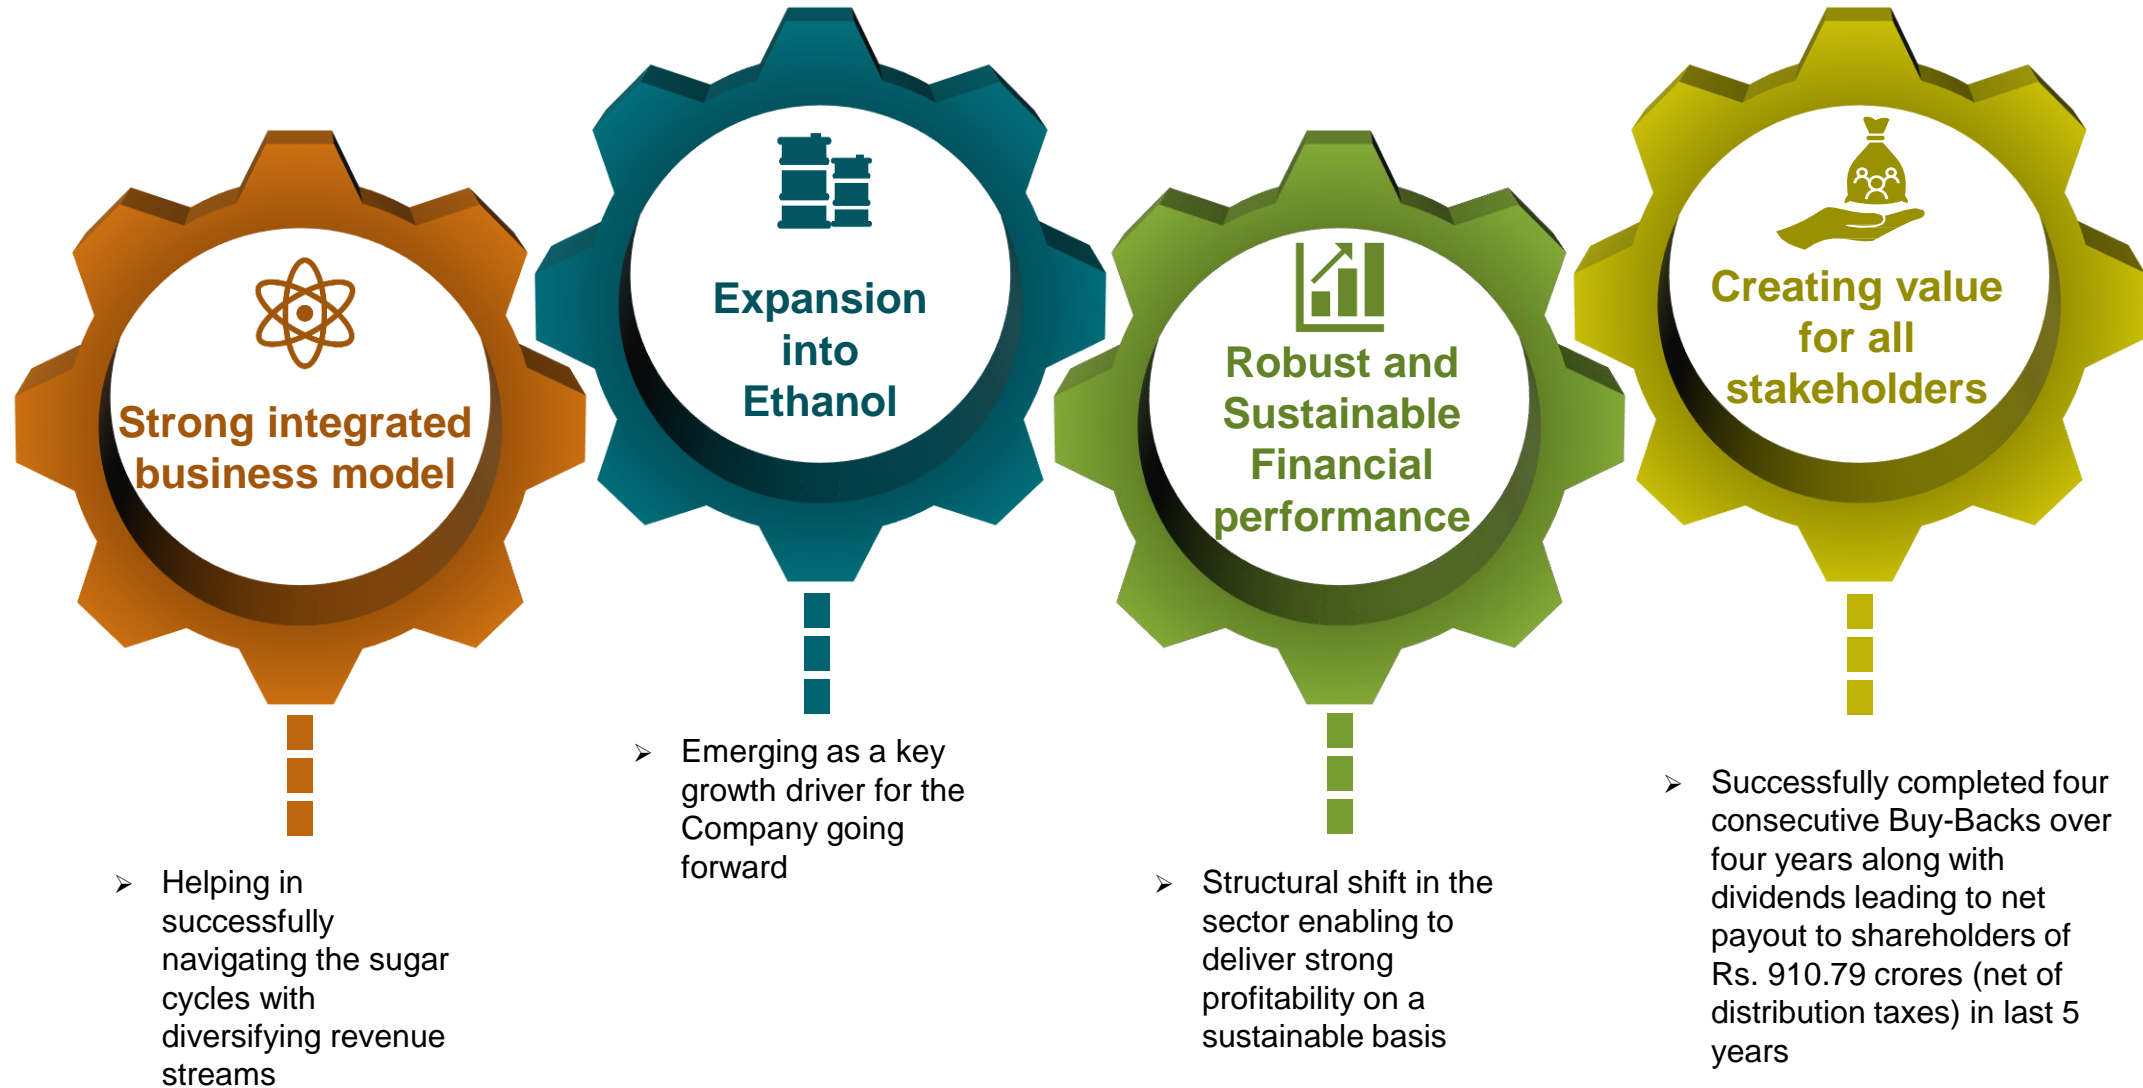 Strong integrated
business model
Helping in
successfully
navigating the sugar
cycles with
diversifying revenue
streams
Expansion
into
Ethanol
Emerging as a key
growth driver for the
Company going
forward
Robust and
Sustainable
Financial
performance
Structural shift in the
sector enabling to
deliver strong
profitability on a
sustainable basis
Creating value
for all
stakeholders
Successfully completed four
consecutive Buy-Backs over
four years along with
dividends leading to net
payout to shareholders of
Rs. 910.79 crores (net of
distribution taxes) in last 5
years